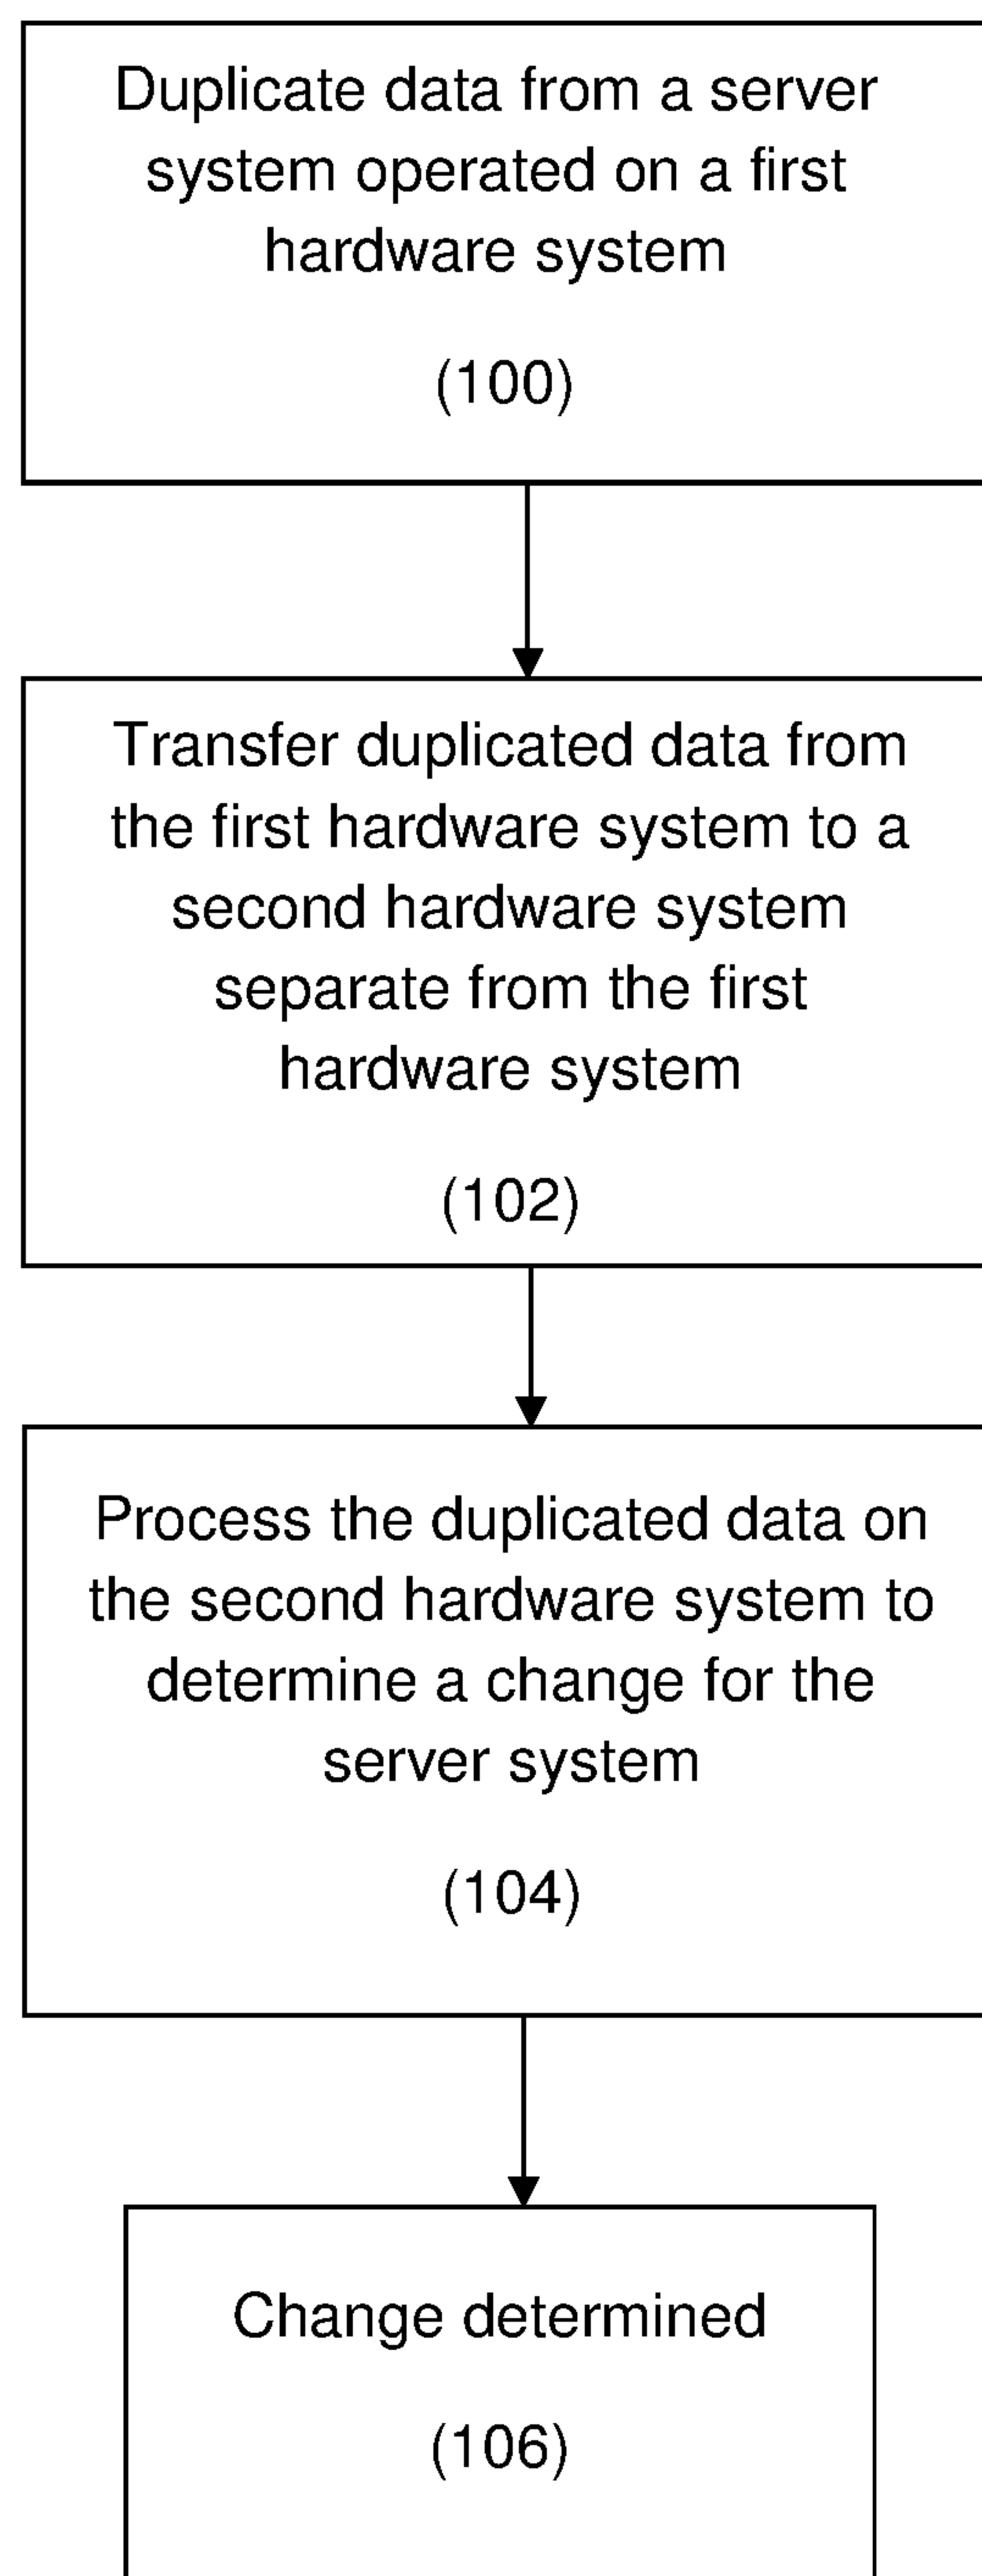 Duplicate data from a server
system operated on a first
hardware system
(100)
Transfer duplicated data from
the first hardware system to a
second hardware system
separate from the first
hardware system
(102)
Process the duplicated data on
the second hardware system to
determine a change for the
server system
(104)
Change determined
(106)